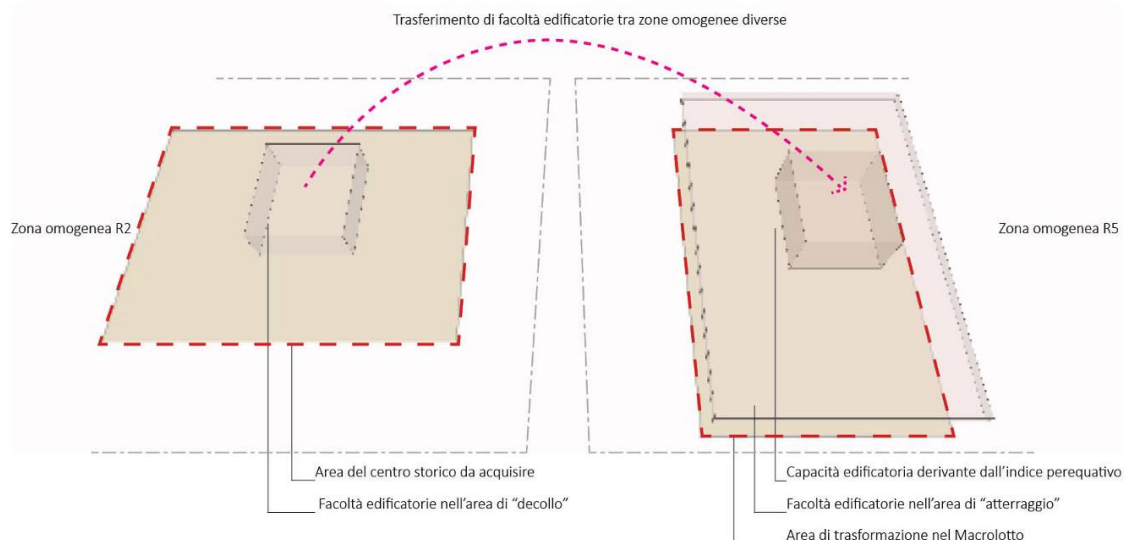 Trasferimento di facoltà edificatorie tra zone omogenee diverse
Zona omogenea R2
Zona omogenea R5
Area del centro storico da acquisire
Facoltà edificatorie nell'area di "decollo"
Capacità edificatoria derivante dall'indice perequativo
Facoltà edificatorie nell'area di "atterraggio"
Area di trasformazione nel Macrolotto